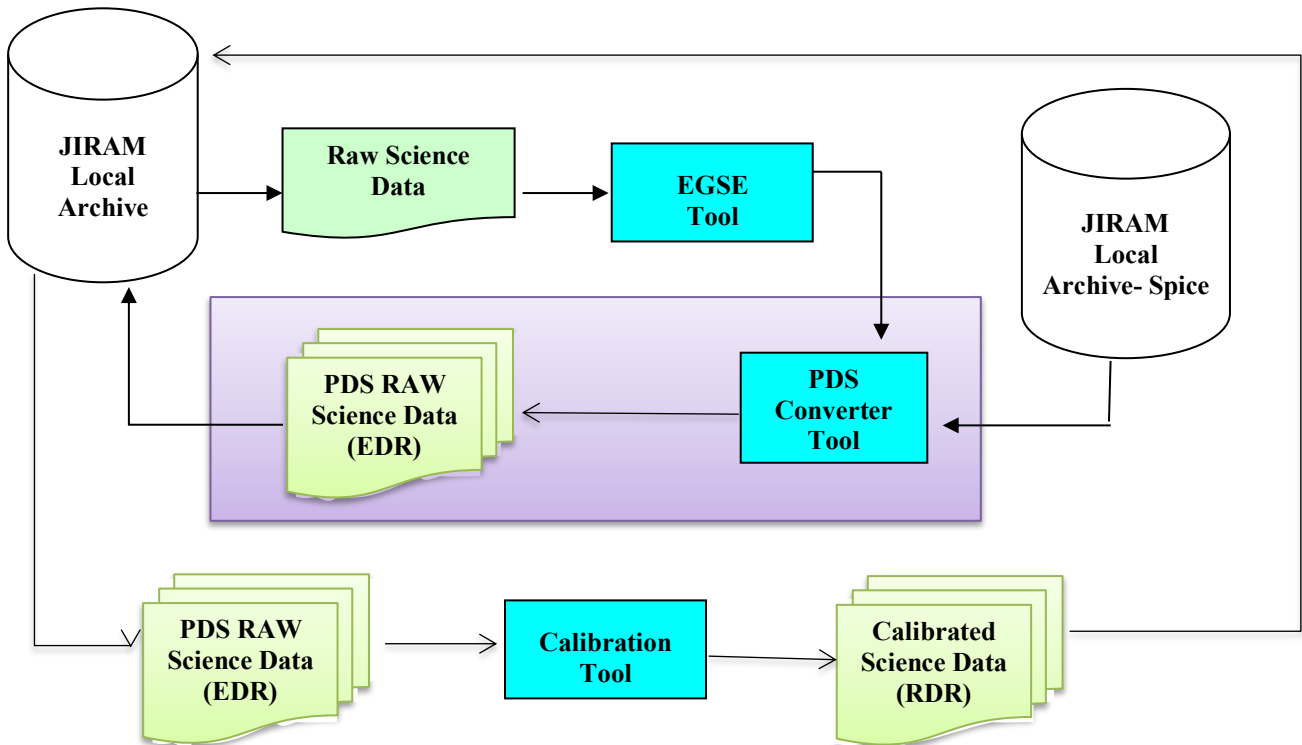 JIRAM
Local
Archive
Raw Science
Data
EGSE
Tool
JIRAM
Local
Archive- Spice
PDS RAW
Science Data
(EDR)
PDS
Converter
Tool
PDS RAW
Science Data
(EDR)
Calibration
Tool
Calibrated
Science Data
(RDR)